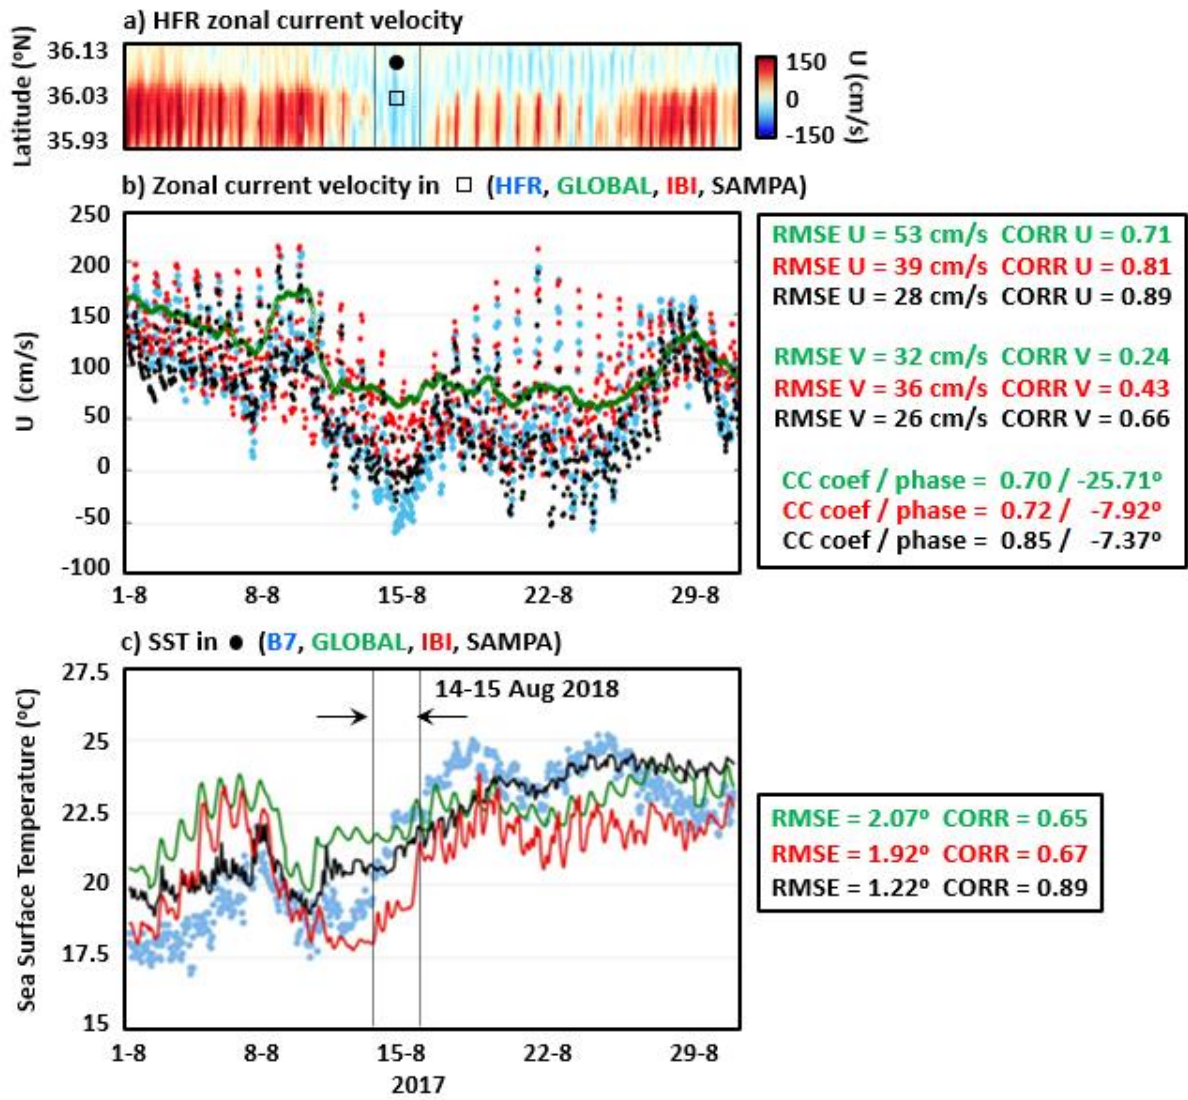 a) HFR zonal current velocity
Latitude (ºN)
36.13
36.03
35.93
150
0
-150
U (cm/s)
b) Zonal current velocity in □ (HFR, GLOBAL, IBI, SAMPA)
U (cm/s)
250
200
150
100
50
0
-50
-100
1-8 8-8 15-8 22-8 29-8
RMSE U = 53 cm/s CORR U = 0.71
RMSE U = 39 cm/s CORR U = 0.81
RMSE U = 28 cm/s CORR U = 0.89
RMSE V = 32 cm/s CORR V = 0.24
RMSE V = 36 cm/s CORR V = 0.43
RMSE V = 26 cm/s CORR V = 0.66
CC coef / phase = 0.70 / -25.71º
CC coef / phase = 0.72 / -7.92º
CC coef / phase = 0.85 / -7.37º
c) SST in ● (B7, GLOBAL, IBI, SAMPA)
Sea Surface Temperature (ºC)
27.5
25
22.5
20
17.5
15
14-15 Aug 2018
1-8 8-8 15-8 22-8 29-8
2017
RMSE = 2.07º CORR = 0.65
RMSE = 1.92º CORR = 0.67
RMSE = 1.22º CORR = 0.89